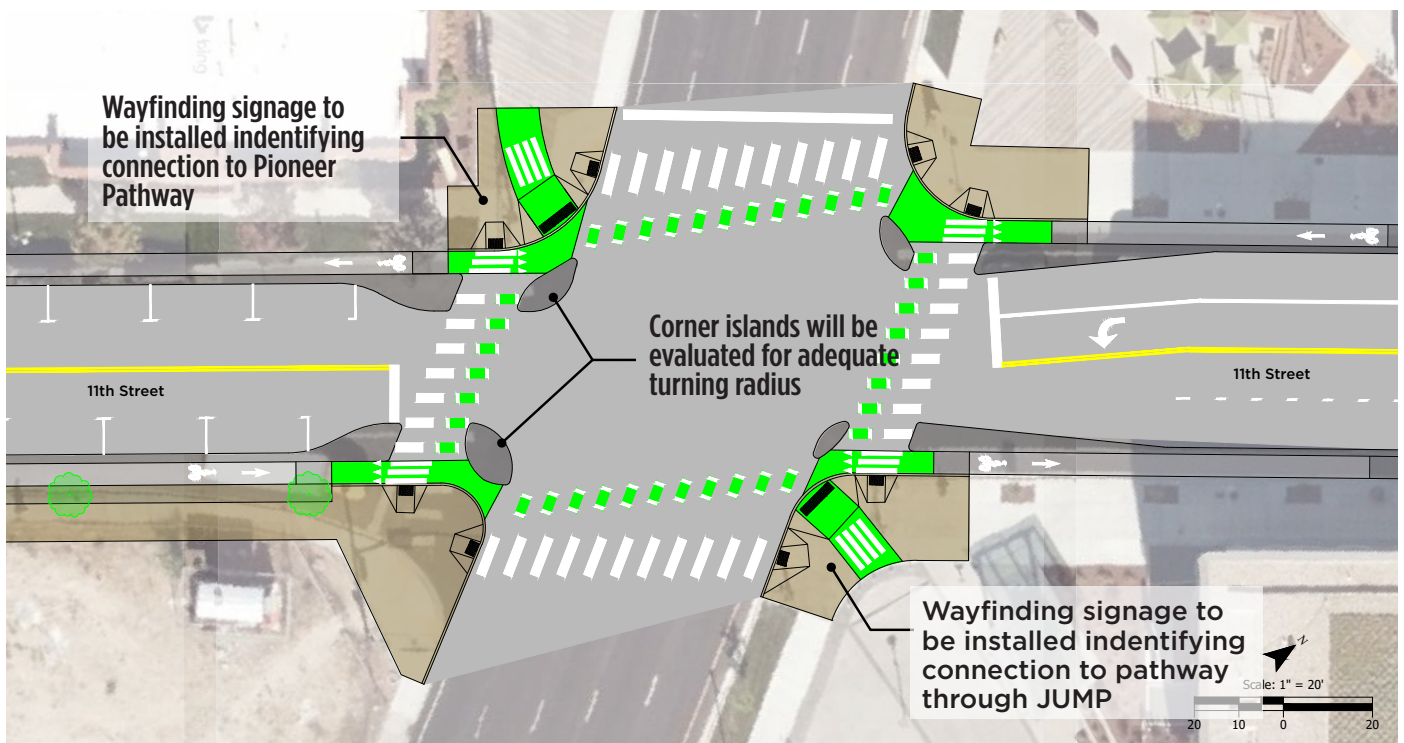 bing
Wayfinding signage to
be installed indentifying
connection to Pioneer
Pathway
Corner islands will be
evaluated for adequate
turning radius
11th Street
11th Street
Wayfinding signage to
be installed indentifying
connection to pathway
through JUMP
N
Scale: 1" = 20'
20 10 0 20